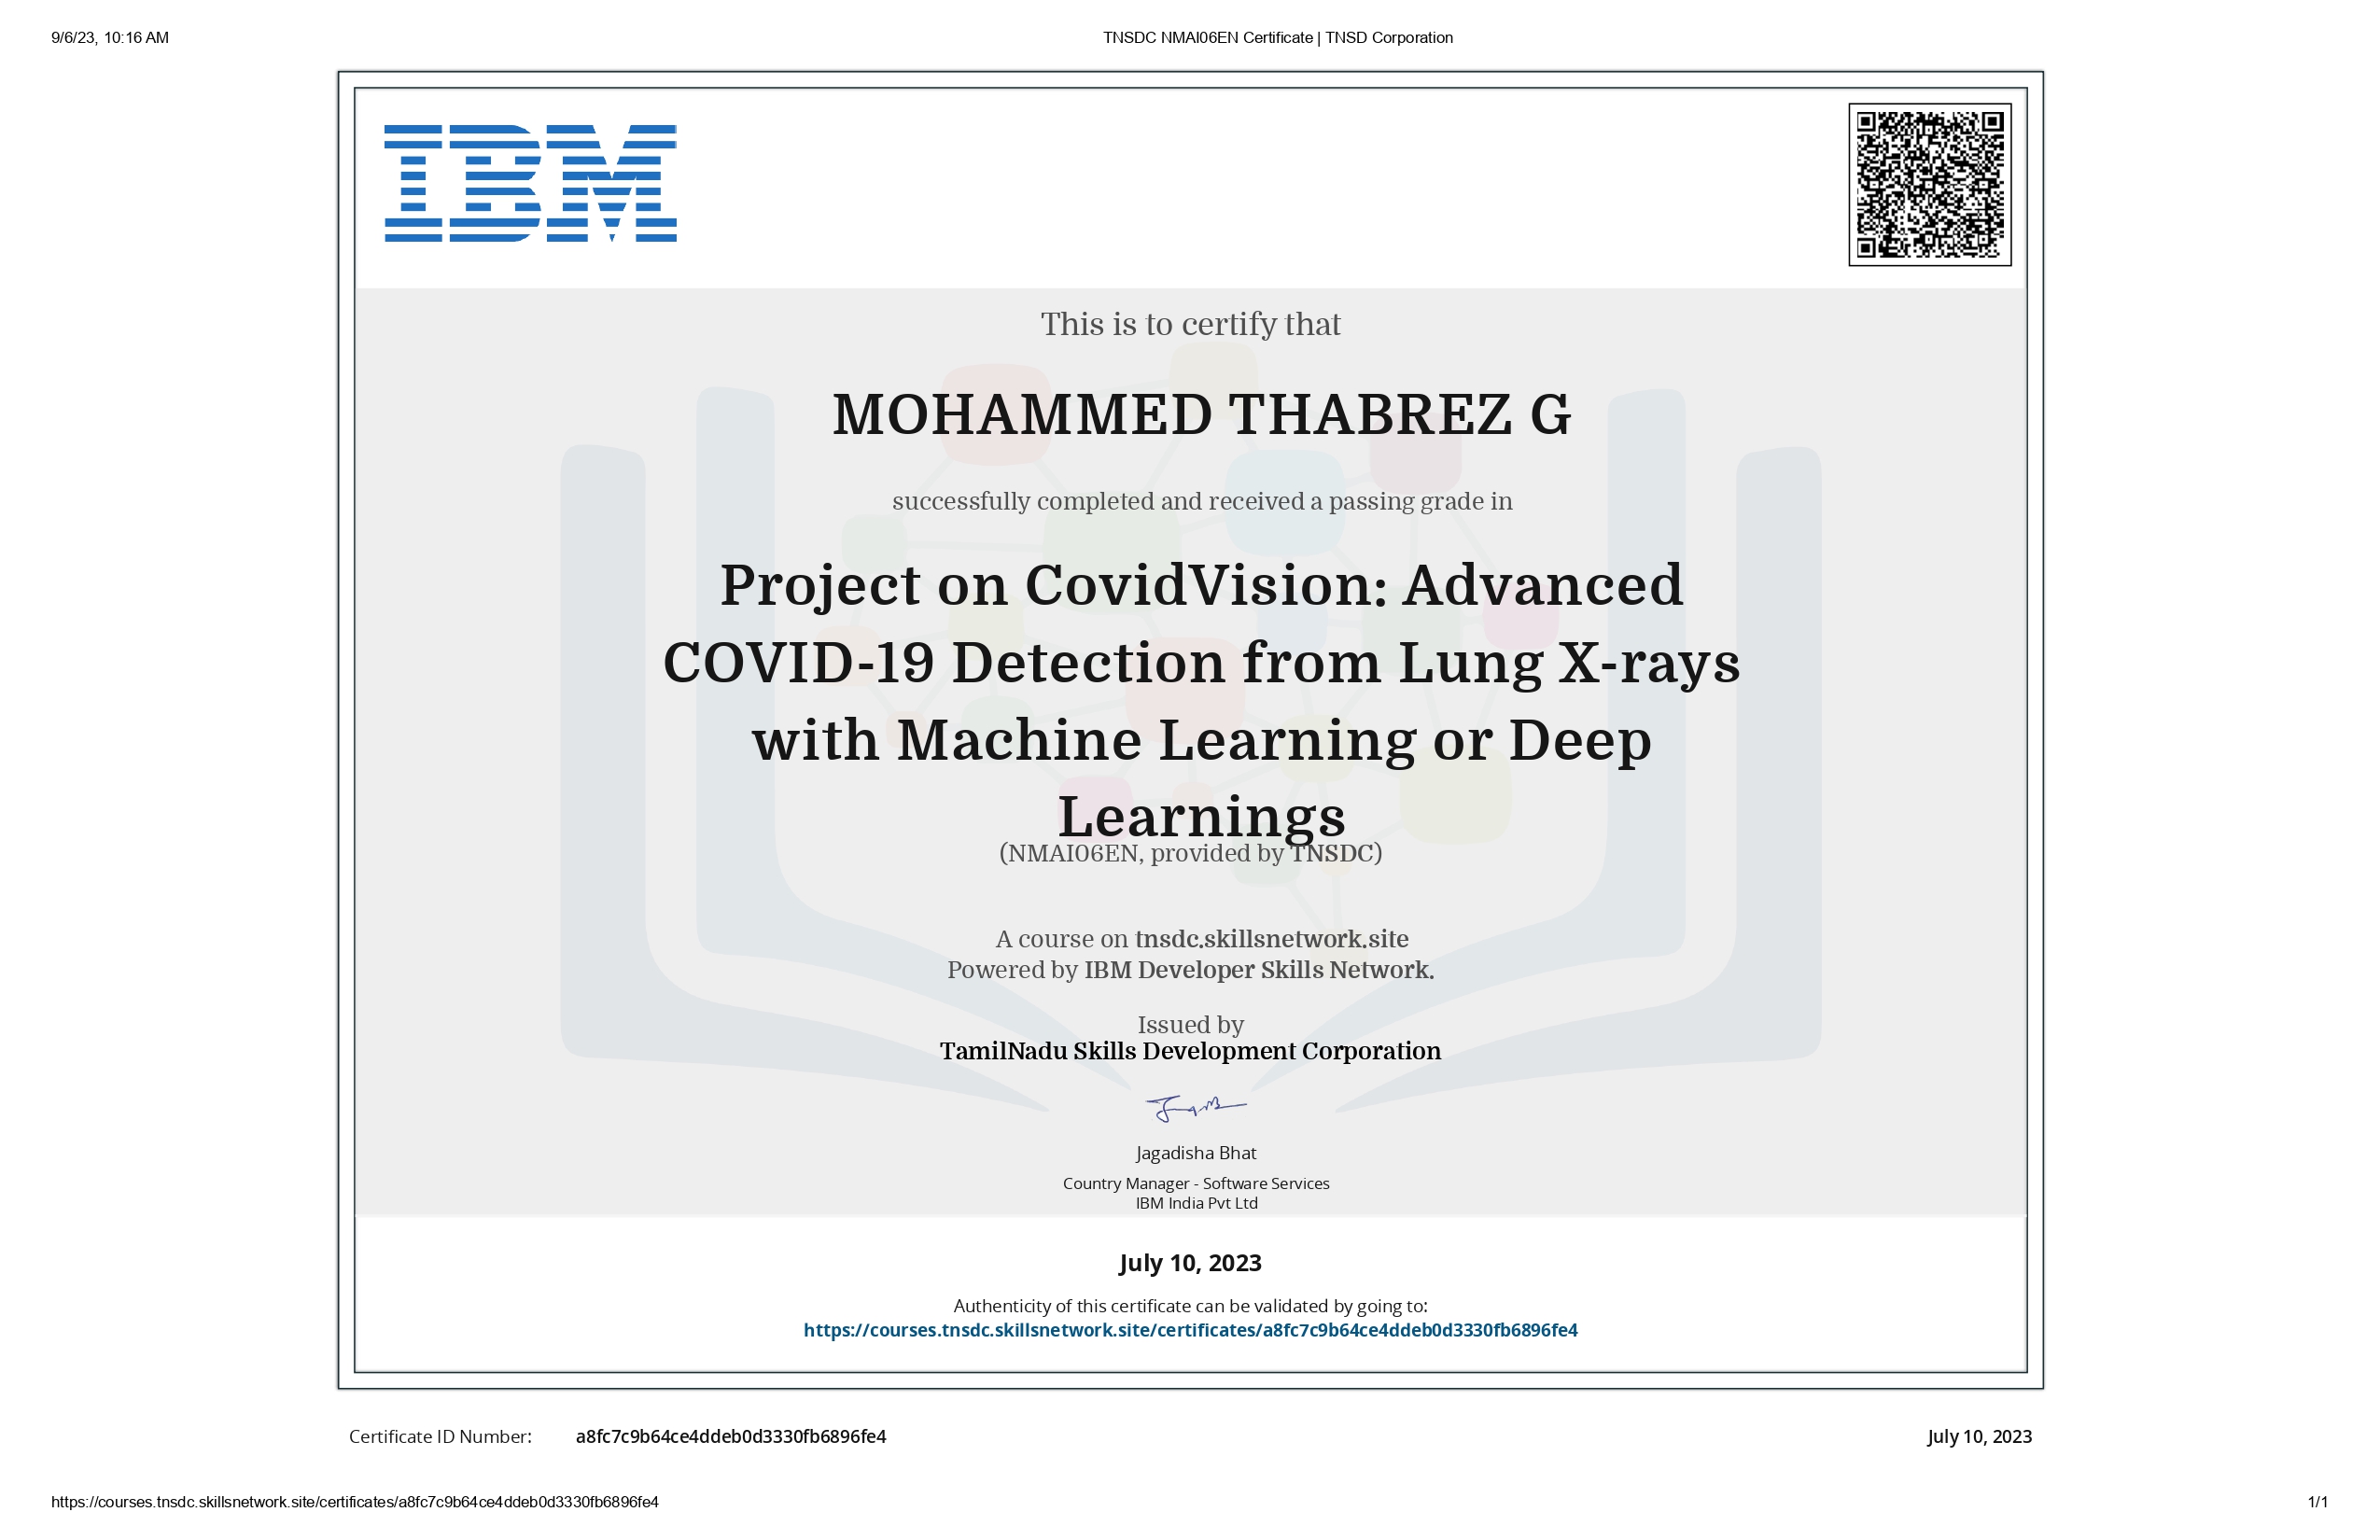 9/6/23, 10:16 AM
TNSDC NMAI06EN Certificate | TNSD Corporation
IBM
This is to certify that
MOHAMMED THABREZ G
successfully completed and received a passing grade in
Project on CovidVision: Advanced
COVID-19 Detection from Lung X-rays
with Machine Learning or Deep
Learnings
(NMAI06EN, provided by TNSDC)
A course on tnsdc.skillsnetwork.site
Powered by IBM Developer Skills Network.
Issued by
TamilNadu Skills Development Corporation
Jagadisha Bhat
Country Manager - Software Services
IBM India Pvt Ltd
July 10, 2023
Authenticity of this certificate can be validated by going to:
https://courses.tnsdc.skillsnetwork.site/certificates/a8fc7c9b64ce4ddeb0d3330fb6896fe4
Certificate ID Number: a8fc7c9b64ce4ddeb0d3330fb6896fe4
July 10, 2023
https://courses.tnsdc.skillsnetwork.site/certificates/a8fc7c9b64ce4ddeb0d3330fb6896fe4
1/1